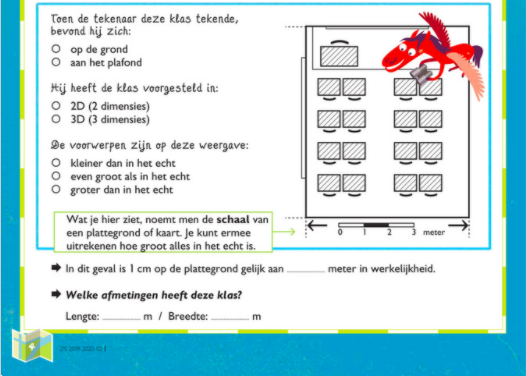 Toen de tekenaar deze klas tekende,
bevond hij zich:
op de grond
aan het plafond
Hij heeft de klas voorgesteld in:
2D (2 dimensies)
3D (3 dimensies)
De voorwerpen zijn op deze weergave:
kleiner dan in het echt
even groot als in het echt
groter dan in het echt
Wat je hier ziet, noemt men de schaal van
een plattegrond of kaart. Je kunt ermee
uitrekenen hoe groot alles in het echt is.
0 1 2 3 meter
In dit geval is 1 cm op de plattegrond gelijk aan ________ meter in werkelijkheid.
Welke afmetingen heeft deze klas?
Lengte: ________ m / Breedte: ________ m